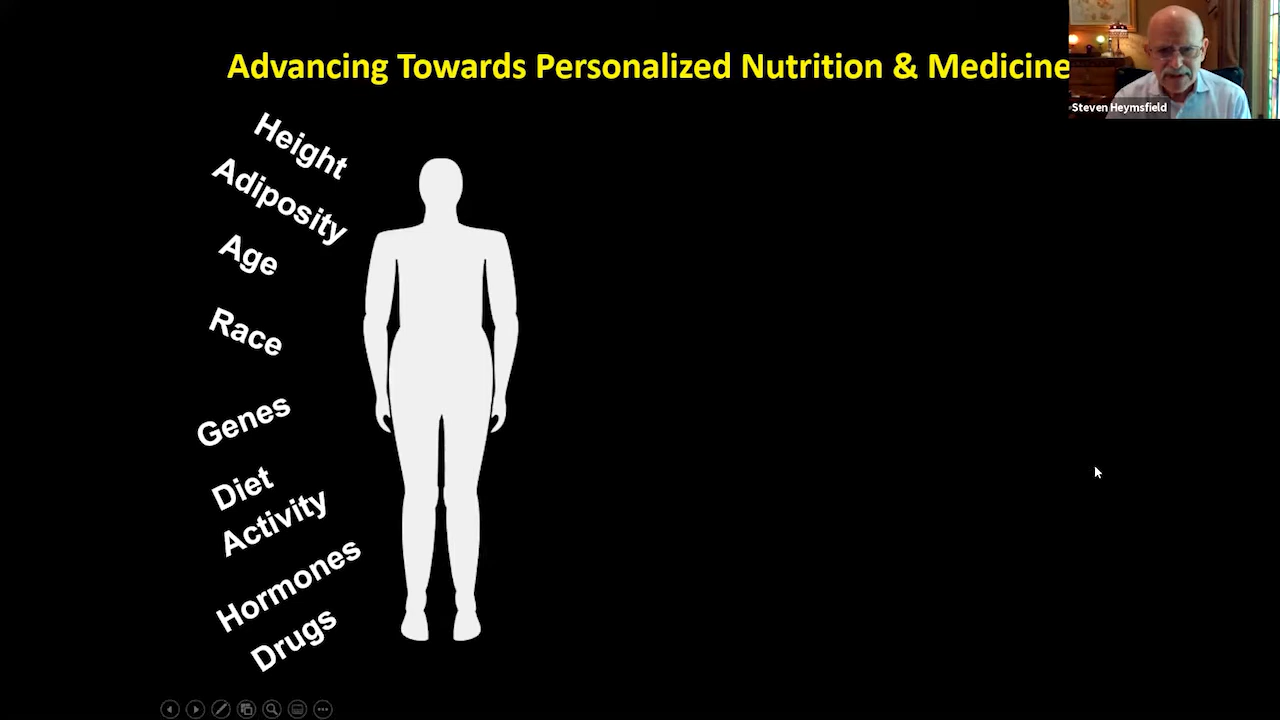 Advancing Towards Personalized Nutrition & Medicine
Steven Heymsfield
Height
Adiposity
Age
Race
Genes
Diet
Activity
Hormones
Drugs